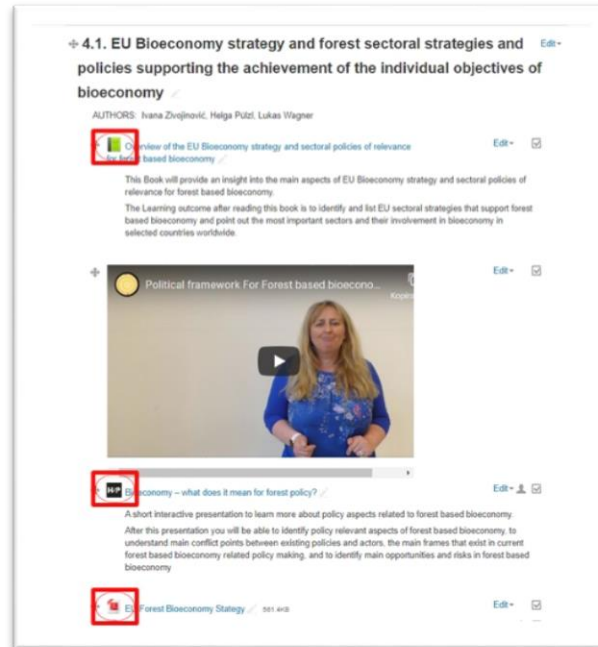 4.1. EU Bioeconomy strategy and forest sectoral strategies and Edit
policies supporting the achievement of the individual objectives of
bioeconomy
AUTHORS: Ivana Zivojinović, Helga Pülzl, Lukas Wagner
Overview of the EU Bioeconomy strategy and sectoral policies of relevance Edit
for forest based bioeconomy
This Book will provide an insight into the main aspects of EU Bioeconomy strategy and sectoral policies of
relevance for forest based bioeconomy.
The Learning outcome after reading this book is to identify and list EU sectoral strategies that support forest
based bioeconomy and point out the most important sectors and their involvement in bioeconomy in
selected countries worldwide.
Edit
Political framework For Forest based bioecono...
H-P Bioeconomy – what does it mean for forest policy? Edit
A short interactive presentation to learn more about policy aspects related to forest based bioeconomy.
After this presentation you will be able to identify policy relevant aspects of forest based bioeconomy, to
understand main conflict points between existing policies and actors, the main frames that exist in current
forest based bioeconomy related policy making, and to identify main opportunities and risks in forest based
bioeconomy
EU Forest Bioeconomy Stategy Edit